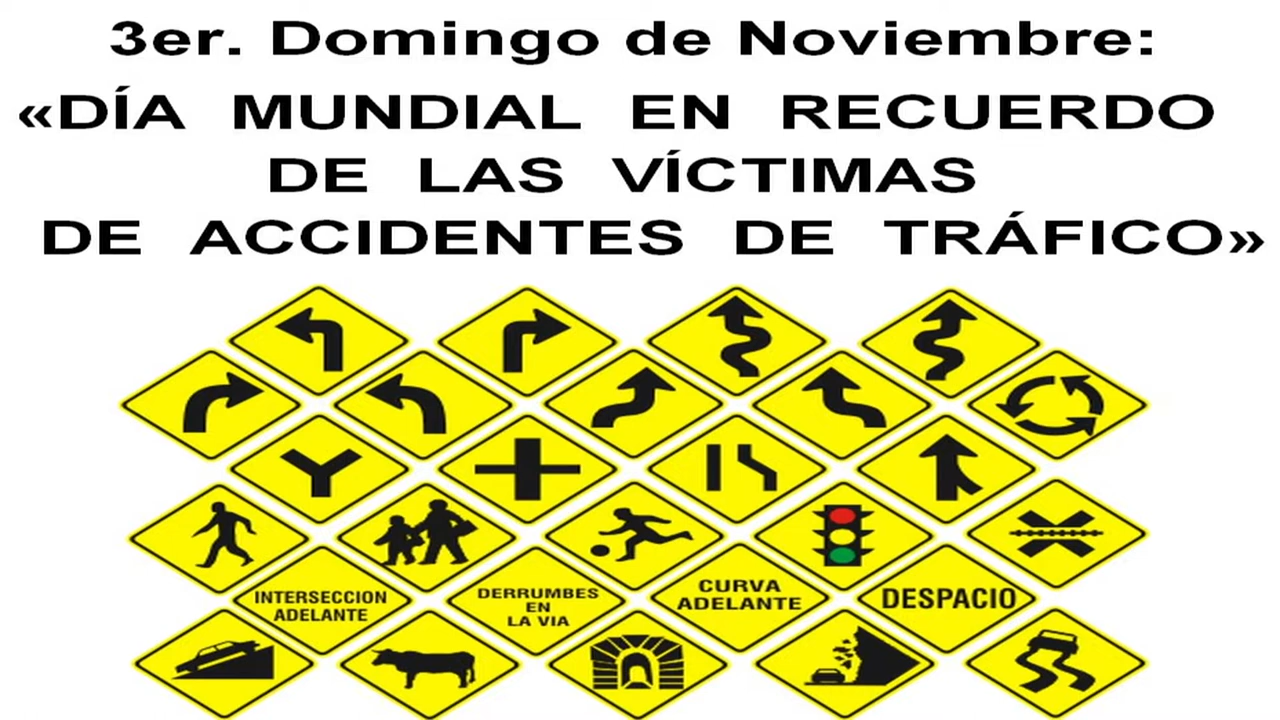 3er. Domingo de Noviembre:
«DÍA MUNDIAL EN RECUERDO
DE LAS VÍCTIMAS
DE ACCIDENTES DE TRÁFICO»
INTERSECCION
ADELANTE
DERRUMBES
EN
LA VIA
CURVA
ADELANTE
DESPACIO